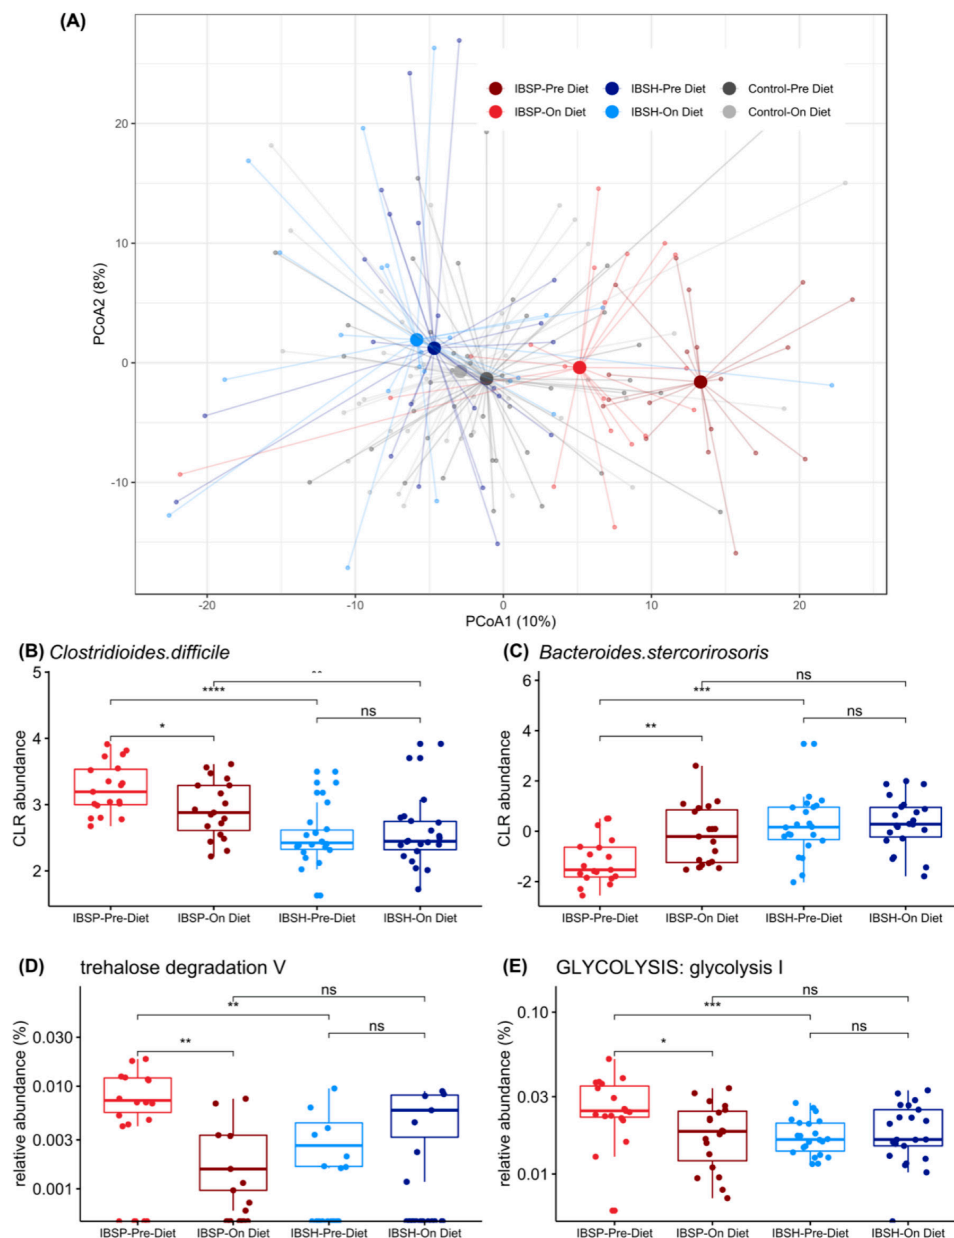 (A)
IBSP-Pre Diet IBSH-Pre Diet Control-Pre Diet
IBSP-On Diet IBSH-On Diet Control-On Diet
PCoA2 (8%)
20
10
0
-10
-20 -10 0 10 20
PCoA1 (10%)
(B) Clostridioides.difficile
CLR abundance
5
4
3
2
****
ns
*
IBSP-Pre-Diet IBSP-On Diet IBSH-Pre-Diet IBSH-On Diet
(C) Bacteroides.stercorirosoris
CLR abundance
6
4
2
0
-2
ns
***
ns
**
IBSP-Pre-Diet IBSP-On Diet IBSH-Pre-Diet IBSH-On Diet
(D) trehalose degradation V
relative abundance (%)
0.030
0.010
0.003
0.001
ns
**
ns
**
IBSP-Pre-Diet IBSP-On Diet IBSH-Pre-Diet IBSH-On Diet
(E) GLYCOLYSIS: glycolysis I
relative abundance (%)
0.10
0.03
0.01
ns
***
ns
*
IBSP-Pre-Diet IBSP-On Diet IBSH-Pre-Diet IBSH-On Diet